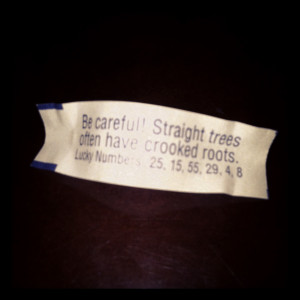 Be careful! Straight trees
often have crooked roots.
Lucky Numbers 25, 15, 55, 29, 4, 8